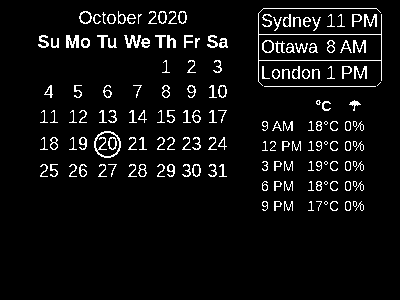 October 2020
Su Mo Tu We Th Fr Sa
1 2 3
4 5 6 7 8 9 10
11 12 13 14 15 16 17
18 19 20 21 22 23 24
25 26 27 28 29 30 31
Sydney 11 PM
Ottawa 8 AM
London 1 PM
°C ☂
9 AM 18°C 0%
12 PM 19°C 0%
3 PM 19°C 0%
6 PM 18°C 0%
9 PM 17°C 0%